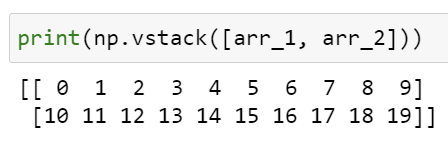 print(np.vstack([arr_1, arr_2]))
[[ 0  1  2  3  4  5  6  7  8  9]
 [10 11 12 13 14 15 16 17 18 19]]